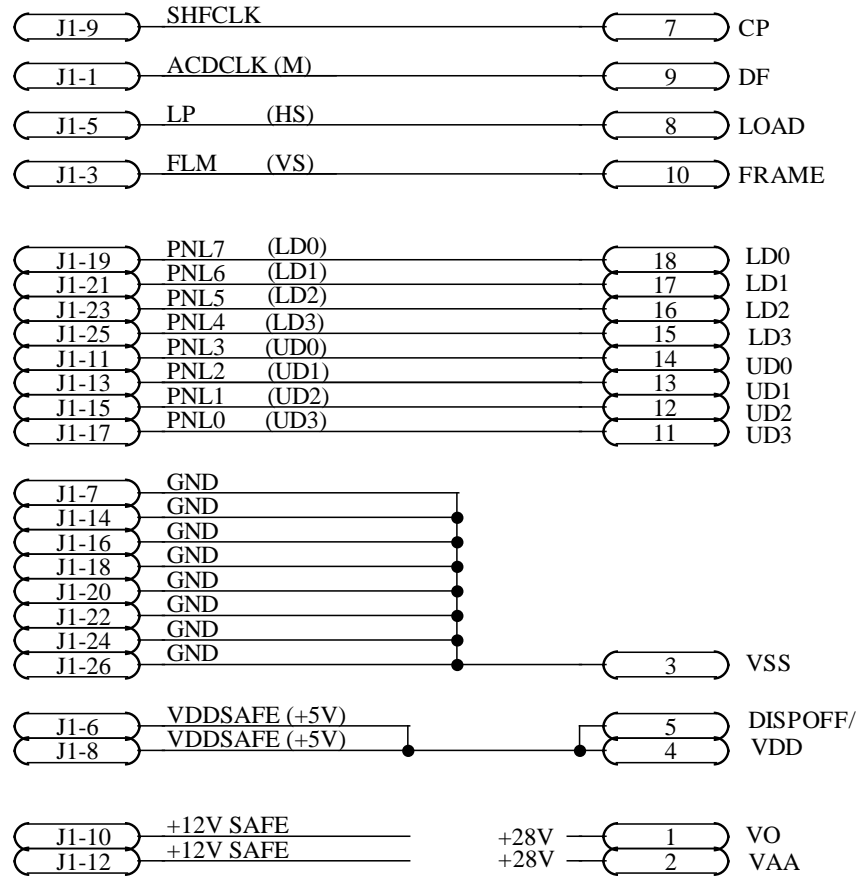 J1-9 SHFCLK 7 CP
J1-1 ACDCLK (M) 9 DF
J1-5 LP (HS) 8 LOAD
J1-3 FLM (VS) 10 FRAME
J1-19 PNL7 (LD0) 18 LD0
J1-21 PNL6 (LD1) 17 LD1
J1-23 PNL5 (LD2) 16 LD2
J1-25 PNL4 (LD3) 15 LD3
J1-11 PNL3 (UD0) 14 UD0
J1-13 PNL2 (UD1) 13 UD1
J1-15 PNL1 (UD2) 12 UD2
J1-17 PNL0 (UD3) 11 UD3
J1-7 GND
J1-14 GND
J1-16 GND
J1-18 GND
J1-20 GND
J1-22 GND
J1-24 GND
J1-26 GND 3 VSS
J1-6 VDDSAFE (+5V) 5 DISPOFF/
J1-8 VDDSAFE (+5V) 4 VDD
J1-10 +12V SAFE +28V 1 VO
J1-12 +12V SAFE +28V 2 VAA